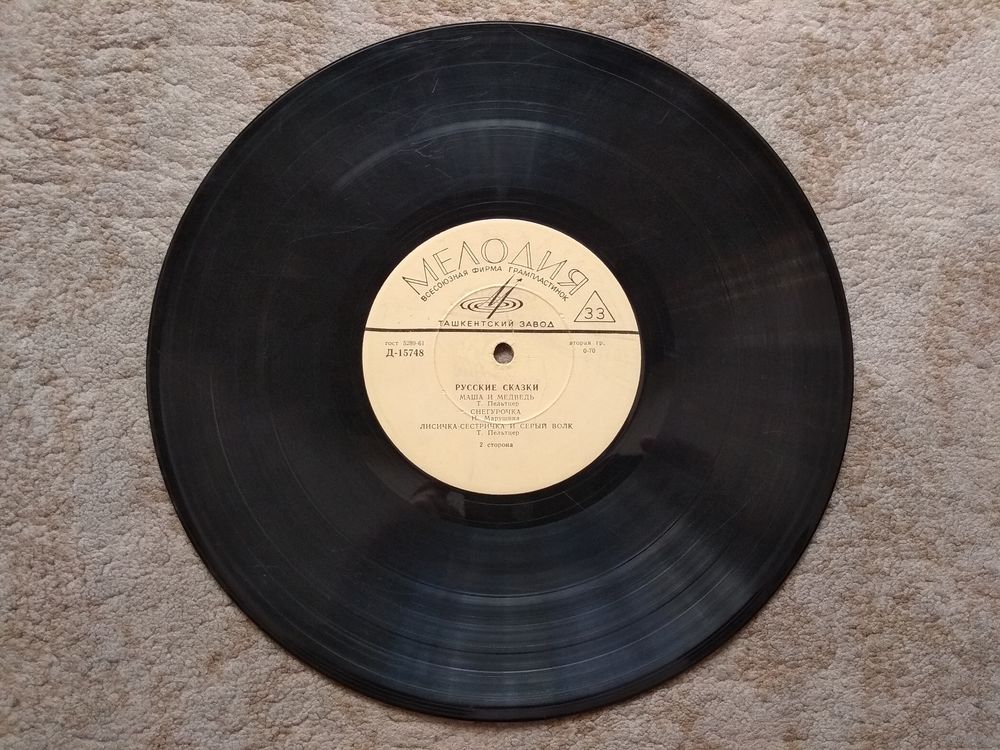 МЕЛОДИЯ
ВСЕСОЮЗНАЯ ФИРМА ГРАМПЛАСТИНОК
33
ТАШКЕНТСКИЙ ЗАВОД
гост 5289-61
вторая гр.
Д-15748
0-70
РУССКИЕ СКАЗКИ
МАША И МЕДВЕДЬ
Т. Пельтцер
СНЕГУРОЧКА
Н. Марушина
ЛИСИЧКА-СЕСТРИЧКА И СЕРЫЙ ВОЛК
Т. Пельтцер
2 сторона